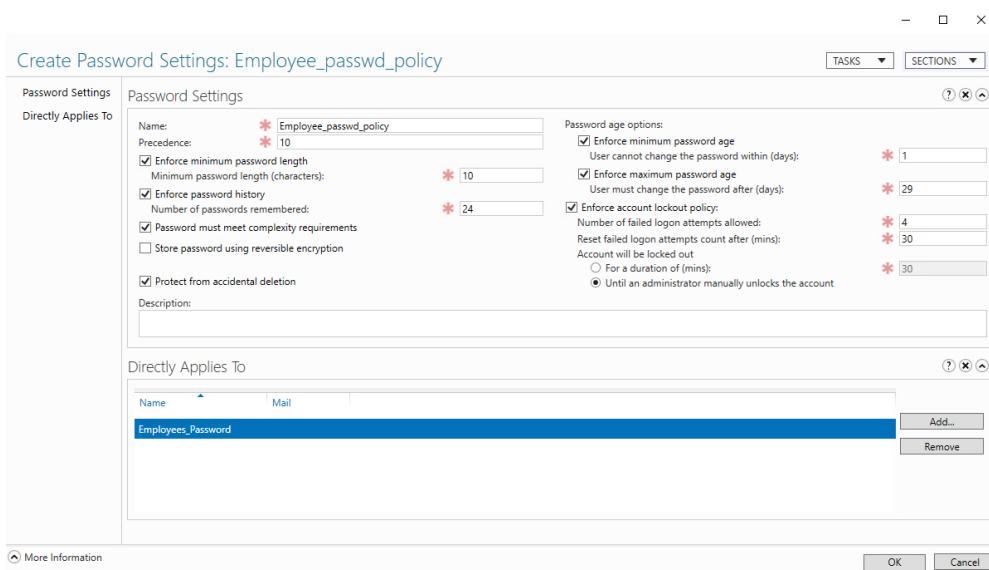 Create Password Settings: Employee_passwd_policy
TASKS
SECTIONS
Password Settings
Directly Applies To
Password Settings
Name: * Employee_passwd_policy
Precedence: * 10
Enforce minimum password length
Minimum password length (characters): * 10
Enforce password history
Number of passwords remembered: * 24
Password must meet complexity requirements
Store password using reversible encryption
Protect from accidental deletion
Description:
Password age options:
Enforce minimum password age
User cannot change the password within (days): * 1
Enforce maximum password age
User must change the password after (days): * 29
Enforce account lockout policy:
Number of failed logon attempts allowed: * 4
Reset failed logon attempts count after (mins): * 30
Account will be locked out
For a duration of (mins): * 30
Until an administrator manually unlocks the account
Directly Applies To
Name Mail
Employees_Password
Add...
Remove
More Information
OK Cancel